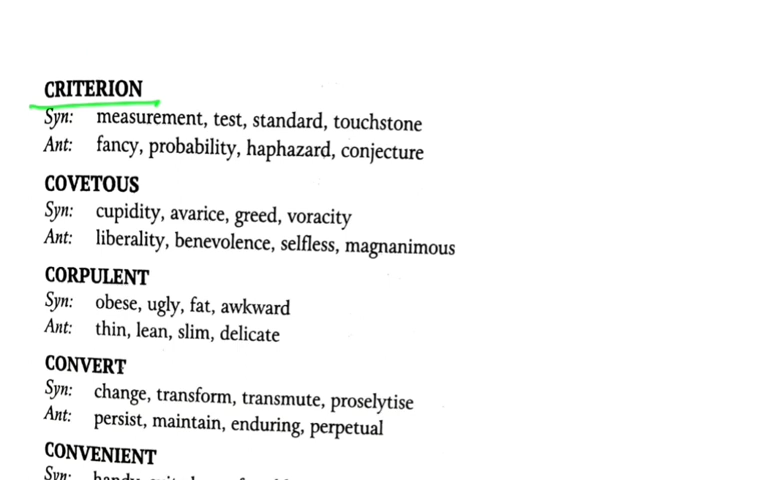 CRITERION
Syn: measurement, test, standard, touchstone
Ant: fancy, probability, haphazard, conjecture
COVETOUS
Syn: cupidity, avarice, greed, voracity
Ant: liberality, benevolence, selfless, magnanimous
CORPULENT
Syn: obese, ugly, fat, awkward
Ant: thin, lean, slim, delicate
CONVERT
Syn: change, transform, transmute, proselytise
Ant: persist, maintain, enduring, perpetual
CONVENIENT
Syn: